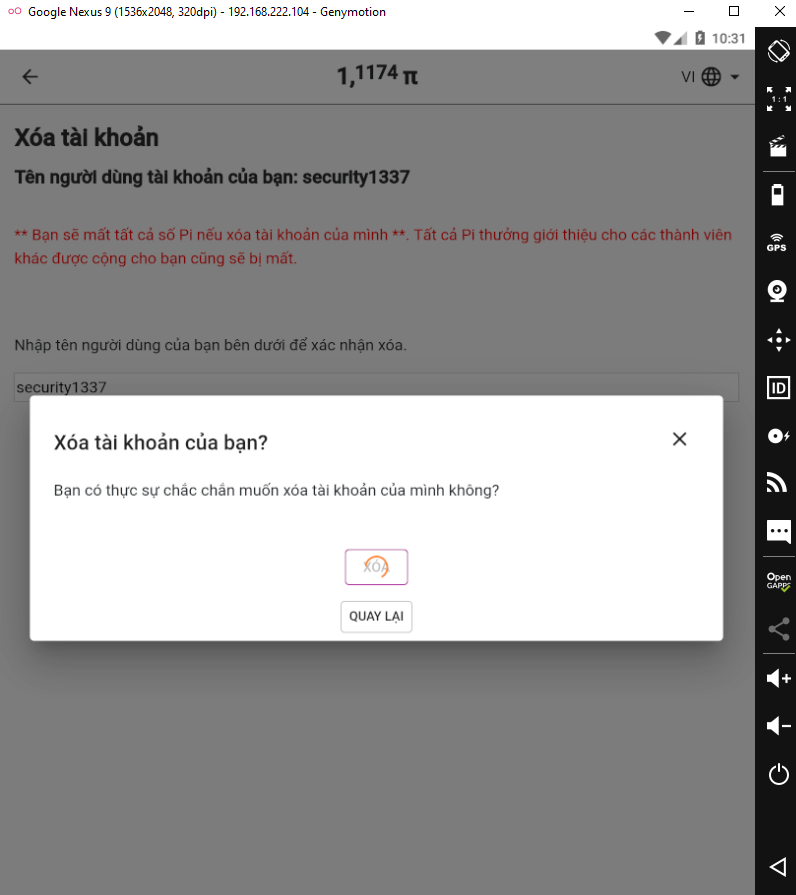 Google Nexus 9 (1536x2048, 320dpi) - 192.168.222.104 - Genymotion
10:31
1,1174 π
VI
Xóa tài khoản
Tên người dùng tài khoản của bạn: security1337
** Bạn sẽ mất tất cả số Pi nếu xóa tài khoản của mình **. Tất cả Pi thưởng giới thiệu cho các thành viên
khác được cộng cho bạn cũng sẽ bị mất.
Nhập tên người dùng của bạn bên dưới để xác nhận xóa.
security1337
Xóa tài khoản của bạn?
Bạn có thực sự chắc chắn muốn xóa tài khoản của mình không?
XÓA
QUAY LẠI
1:1
GPS
ID
Open
GAPPS